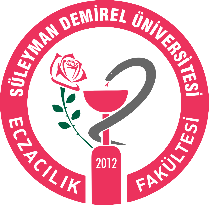 SÜLEYMAN DEMİREL ÜNİVERSİTESİ
ECZACILIK FAKÜLTESİ
2012